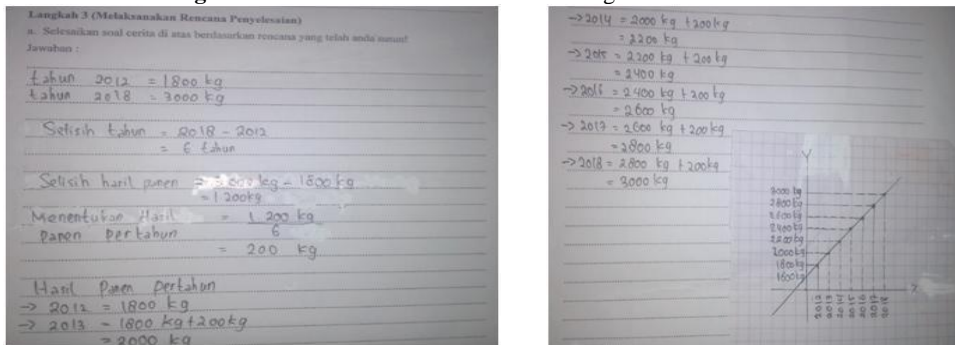 Langkah 3 (Melaksanakan Rencana Penyelesaian)
a. Selesaikan soal cerita di atas berdasarkan rencana yang telah anda susun!
Jawaban :
tahun 2012 = 1800 kg
tahun 2018 = 3000 kg
Selisih tahun = 2018 - 2012
= 6 tahun
Selisih hasil panen = kg - 1800 kg
= 1200 kg
Menentukan Hasil = 1 200 kg
panen pertahun 6
= 200 kg
Hasil Panen pertahun
-> 2012 = 1800 kg
-> 2013 = 1800 kg + 200 kg
= 2000 kg
-> 2014 = 2000 kg + 200 kg
= 2200 kg
-> 2015 = 2200 kg + 200 kg
= 2400 kg
-> 2016 = 2400 kg + 200 kg
= 2600 kg
-> 2017 = 2600 kg + 200 kg
= 2800 kg
-> 2018 = 2800 kg + 200 kg
= 3000 kg
Y
3000 kg
2800 kg
2600 kg
2400 kg
2200 kg
2000 kg
1800 kg
1600 kg
2012 2013 2014 2015 2016 2017 2018